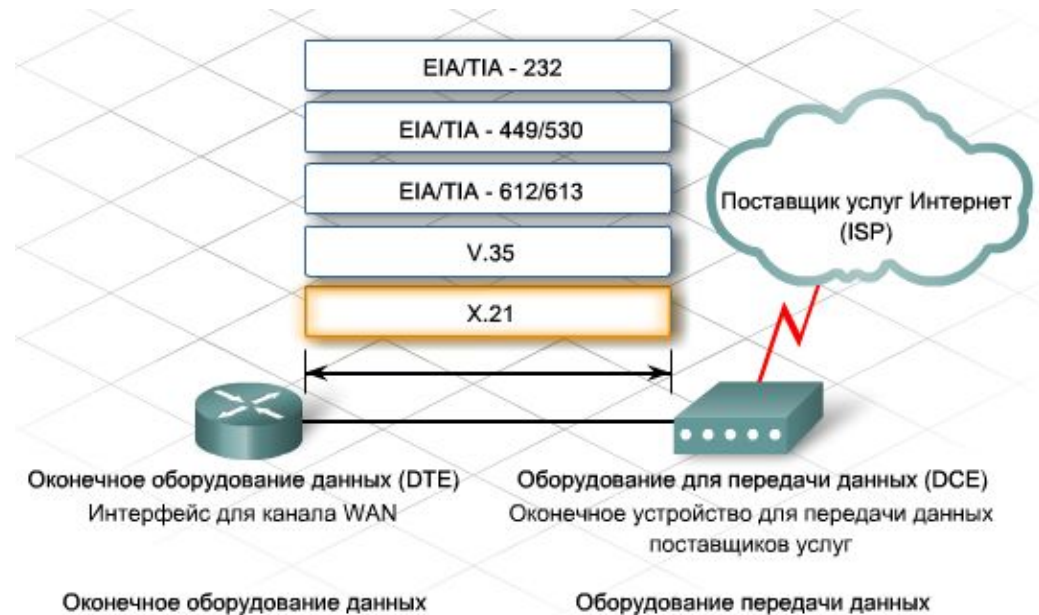 EIA/TIA - 232
EIA/TIA - 449/530
EIA/TIA - 612/613
V.35
X.21
Поставщик услуг Интернет
(ISP)
Оконечное оборудование данных (DTE)
Интерфейс для канала WAN
Оборудование для передачи данных (DCE)
Оконечное устройство для передачи данных
поставщиков услуг
Оконечное оборудование данных
Оборудование передачи данных